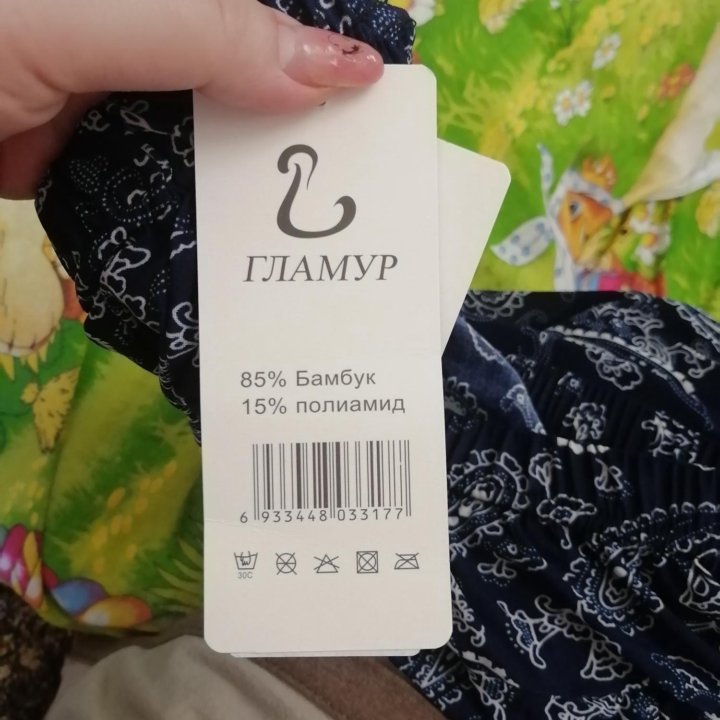 ГЛАМУР
85% Бамбук
15% полиамид
6 933448 033177
30C